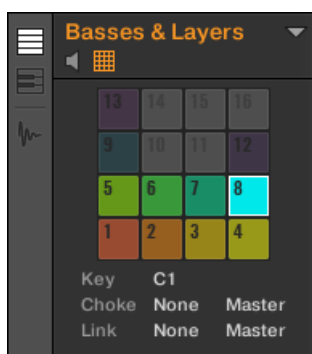 Basses & Layers
13 14 15 16
9 10 11 12
5 6 7 8
1 2 3 4
Key C1
Choke None Master
Link None Master